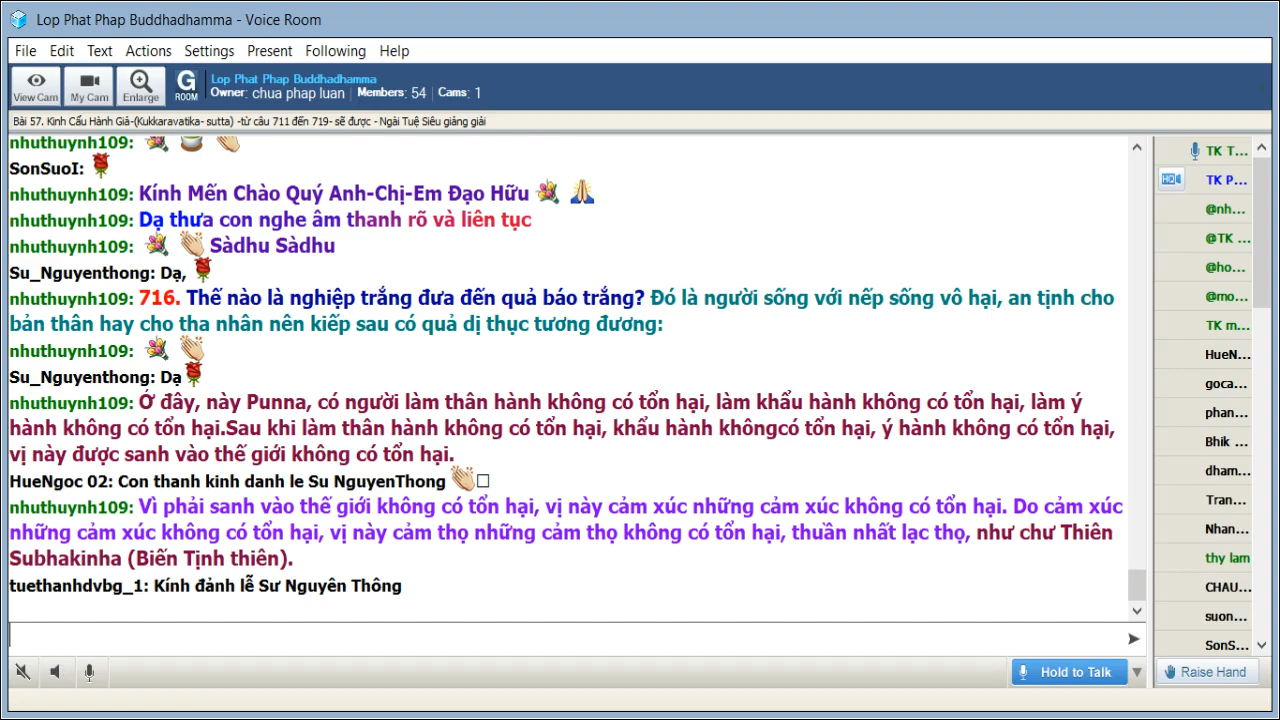 Lop Phat Phap Buddhadhamma - Voice Room
File Edit Text Actions Settings Present Following Help
View Cam My Cam Enlarge G ROOM
Lop Phat Phap Buddhadhamma
Owner: chua phap luan Members: 54 Cams: 1
Bài 57. Kinh Cẩu Hành Giả-(Kukkaravatika- sutta) -từ câu 711 đến 719- sẽ được - Ngài Tuệ Siêu giảng giải
nhuthuynh109:
SonSuoI:
nhuthuynh109: Kính Mến Chào Quý Anh-Chị-Em Đạo Hữu
nhuthuynh109: Dạ thưa con nghe âm thanh rõ và liên tục
nhuthuynh109: Sàdhu Sàdhu
Su_Nguyenthong: Dạ,
nhuthuynh109: 716. Thế nào là nghiệp trắng đưa đến quả báo trắng? Đó là người sống với nếp sống vô hại, an tịnh cho
bản thân hay cho tha nhân nên kiếp sau có quả dị thục tương đương:
nhuthuynh109:
Su_Nguyenthong: Dạ
nhuthuynh109: Ở đây, này Punna, có người làm thân hành không có tổn hại, làm khẩu hành không có tổn hại, làm ý
hành không có tổn hại.Sau khi làm thân hành không có tổn hại, khẩu hành khôngcó tổn hại, ý hành không có tổn hại,
vị này được sanh vào thế giới không có tổn hại.
HueNgoc 02: Con thanh kinh danh le Su NguyenThong
nhuthuynh109: Vì phải sanh vào thế giới không có tổn hại, vị này cảm xúc những cảm xúc không có tổn hại. Do cảm xúc
những cảm xúc không có tổn hại, vị này cảm thọ những cảm thọ không có tổn hại, thuần nhất lạc thọ, như chư Thiên
Subhakinha (Biến Tịnh thiên).
tuethanhdvbg_1: Kính đảnh lễ Sư Nguyên Thông
TK T...
HQ TK P...
@nh...
@TK ...
@ho...
@mo...
TK m...
HueN...
goca...
phan...
Bhik ...
dham...
Tran...
Nhan...
thy lam
CHAU...
suon...
SonS...
Hold to Talk
Raise Hand